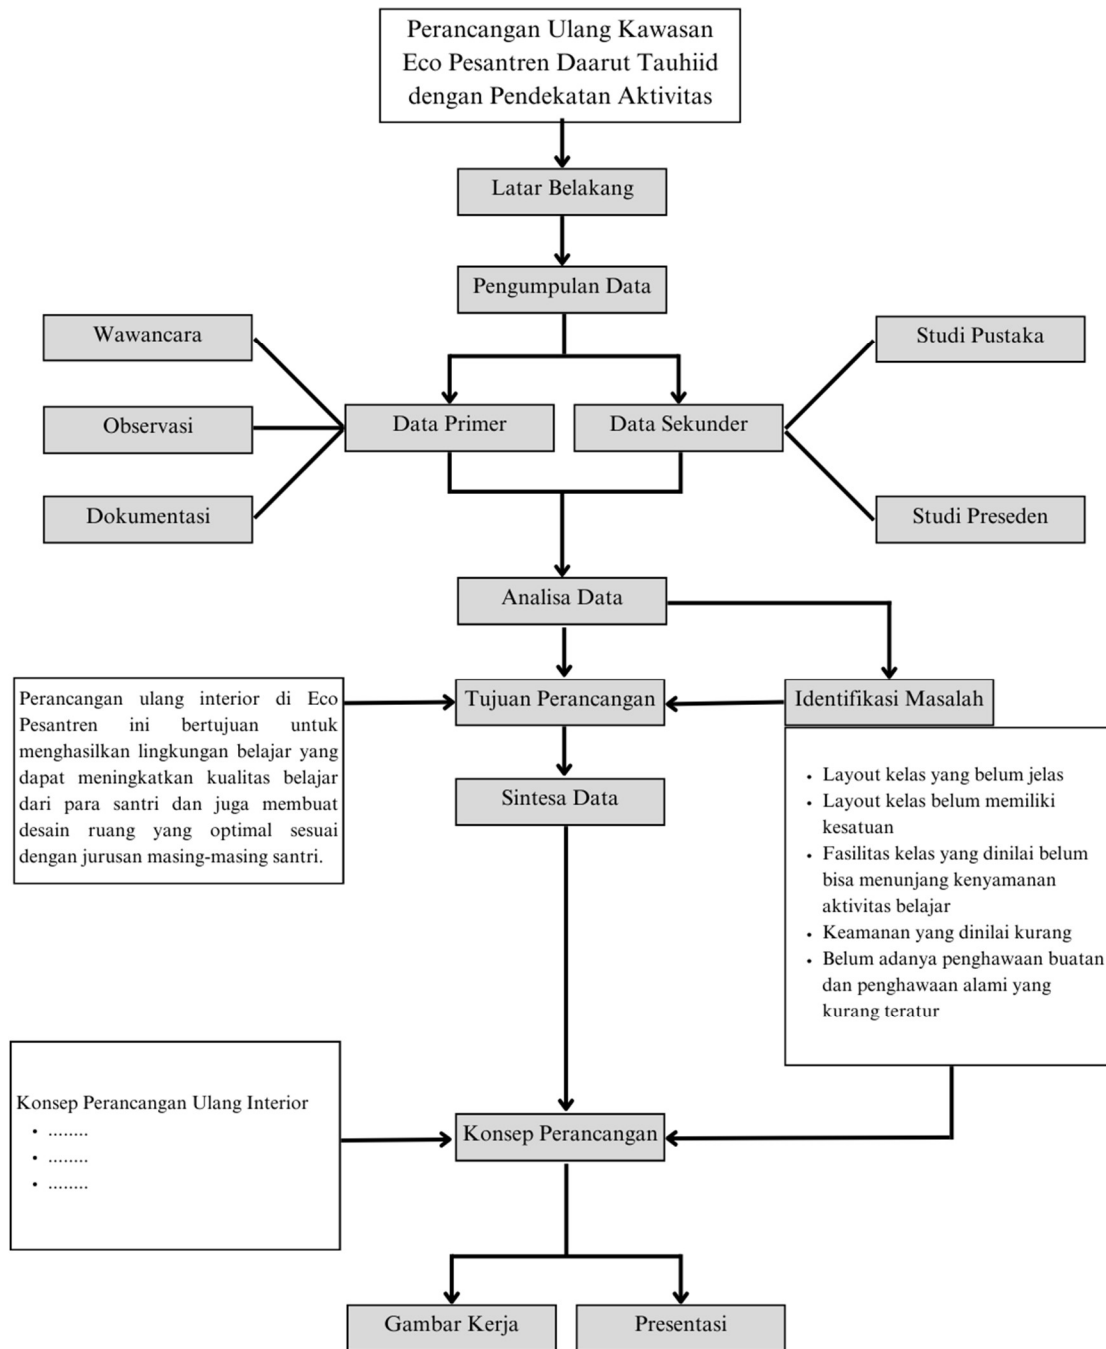 Perancangan Ulang Kawasan
Eco Pesantren Daarut Tauhiid
dengan Pendekatan Aktivitas
Latar Belakang
Pengumpulan Data
Wawancara
Studi Pustaka
Observasi
Data Primer
Data Sekunder
Dokumentasi
Studi Preseden
Analisa Data
Perancangan ulang interior di Eco
Pesantren ini bertujuan untuk
menghasilkan lingkungan belajar yang
dapat meningkatkan kualitas belajar
dari para santri dan juga membuat
desain ruang yang optimal sesuai
dengan jurusan masing-masing santri.
Tujuan Perancangan
Identifikasi Masalah
• Layout kelas yang belum jelas
• Layout kelas belum memiliki
kesatuan
• Fasilitas kelas yang dinilai belum
bisa menunjang kenyamanan
aktivitas belajar
• Keamanan yang dinilai kurang
• Belum adanya penghawaan buatan
dan penghawaan alami yang
kurang teratur
Sintesa Data
Konsep Perancangan Ulang Interior
• ........
• ........
• ........
Konsep Perancangan
Gambar Kerja
Presentasi